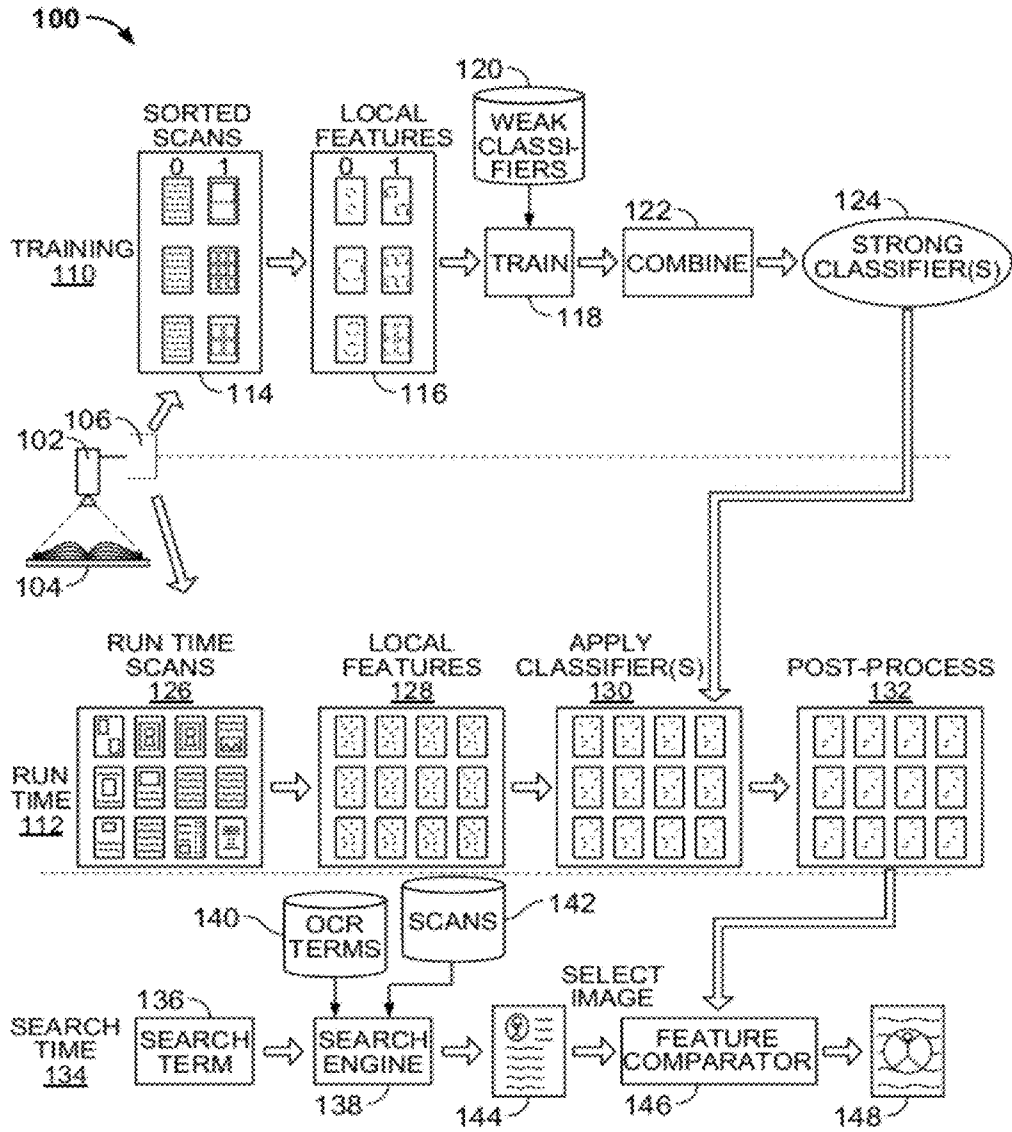 100
120
SORTED
SCANS
LOCAL
FEATURES
WEAK
CLASSI-
FIERS
0 1
0 1
122
124
TRAINING
110
TRAIN
COMBINE
STRONG
CLASSIFIER(S)
118
114
116
106
102
104
RUN TIME
SCANS
126
LOCAL
FEATURES
128
APPLY
CLASSIFIER(S)
130
POST-PROCESS
132
RUN
TIME
112
140
OCR
TERMS
SCANS
142
SELECT
IMAGE
136
SEARCH
TIME
134
SEARCH
TERM
SEARCH
ENGINE
FEATURE
COMPARATOR
138
144
146
148